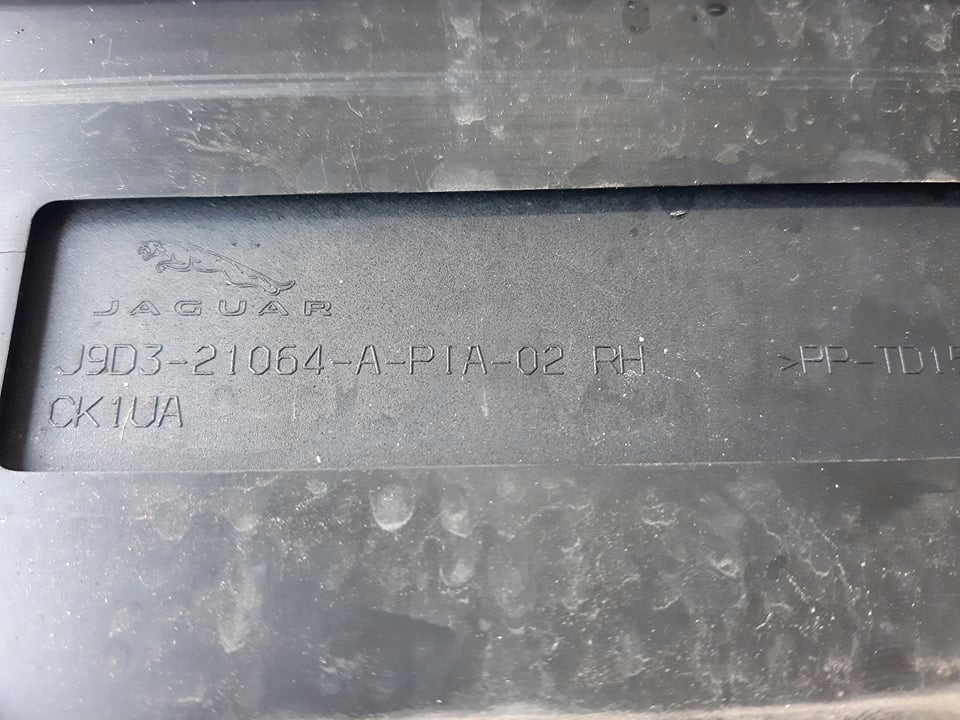 JAGUAR
J9D3-21064-A-PIA-02 RH >PP-TD15
CK1UA